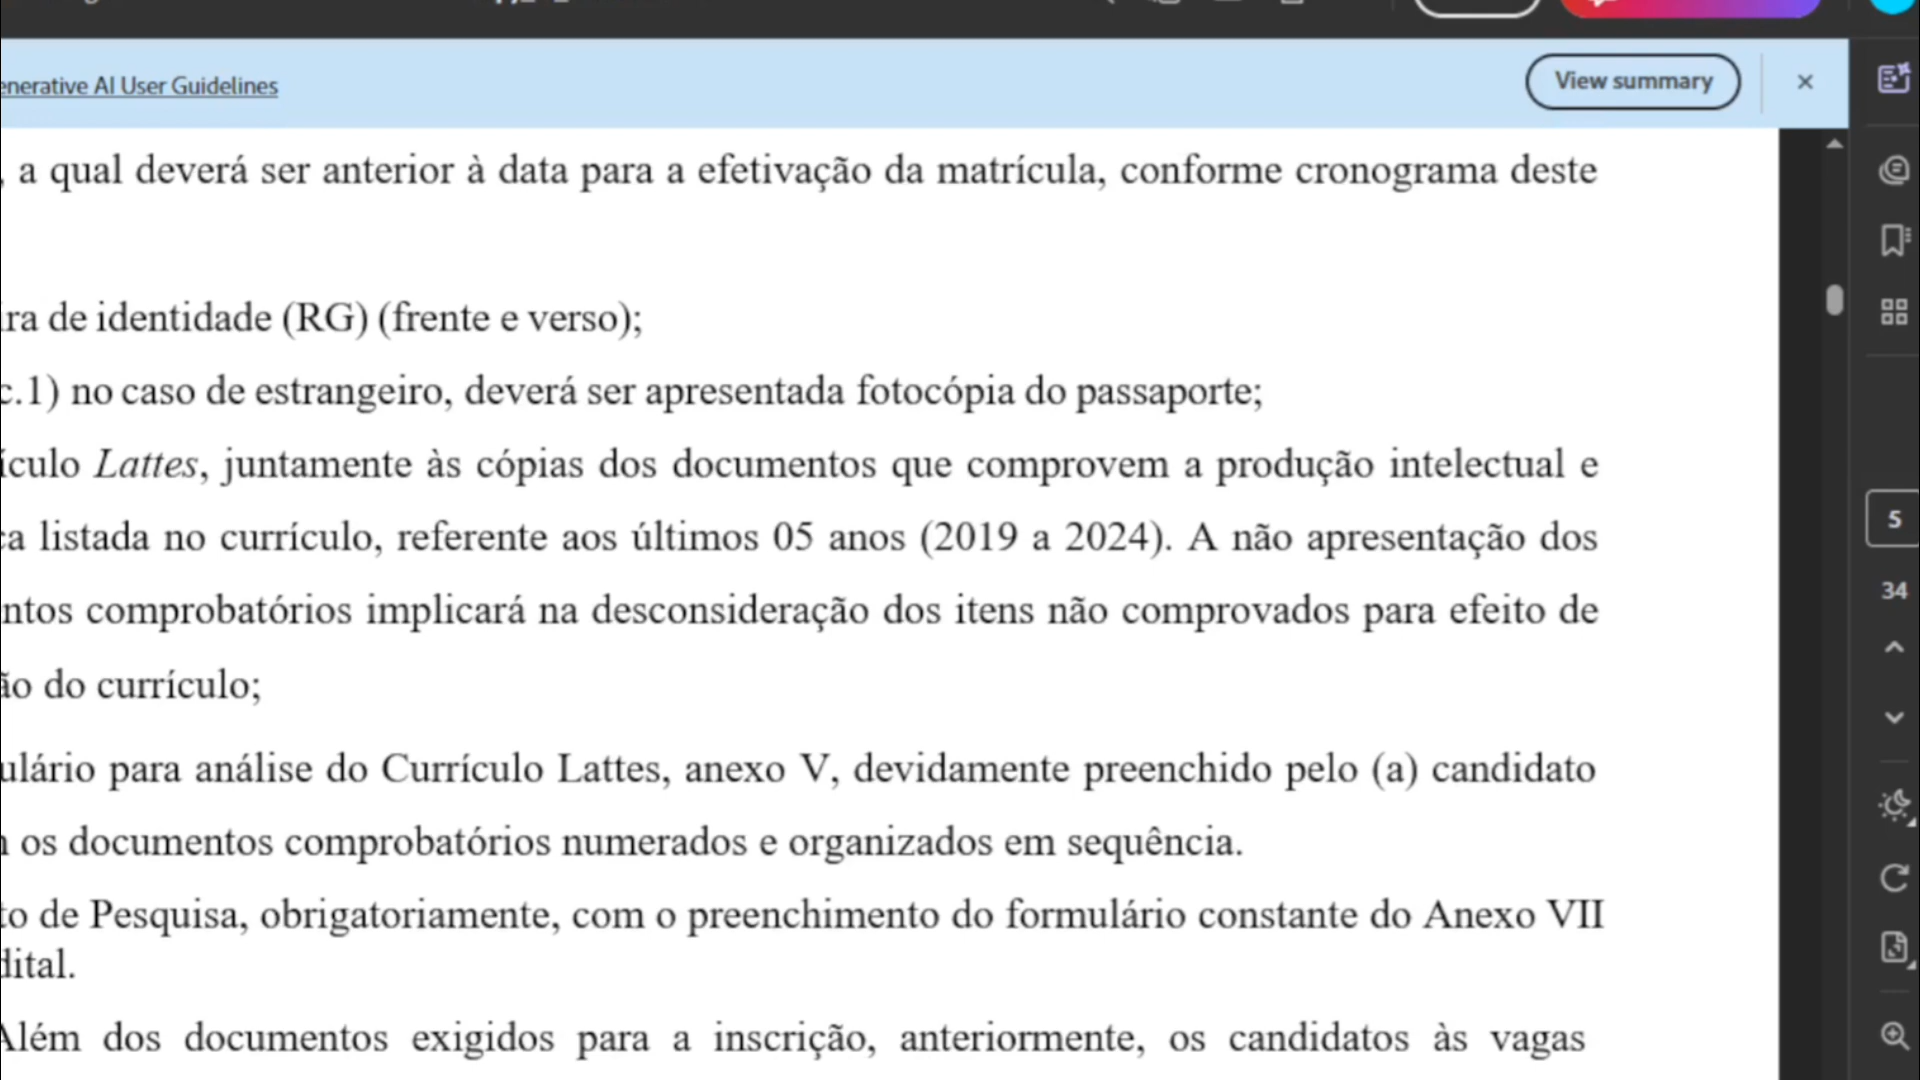 enerative AI User Guidelines
View summary
, a qual deverá ser anterior à data para a efetivação da matrícula, conforme cronograma deste
ra de identidade (RG) (frente e verso);
c.1) no caso de estrangeiro, deverá ser apresentada fotocópia do passaporte;
ículo Lattes, juntamente às cópias dos documentos que comprovem a produção intelectual e
ca listada no currículo, referente aos últimos 05 anos (2019 a 2024). A não apresentação dos
ntos comprobatórios implicará na desconsideração dos itens não comprovados para efeito de
ão do currículo;
ulário para análise do Currículo Lattes, anexo V, devidamente preenchido pelo (a) candidato
os documentos comprobatórios numerados e organizados em sequência.
to de Pesquisa, obrigatoriamente, com o preenchimento do formulário constante do Anexo VII
dital.
Além dos documentos exigidos para a inscrição, anteriormente, os candidatos às vagas
5
34